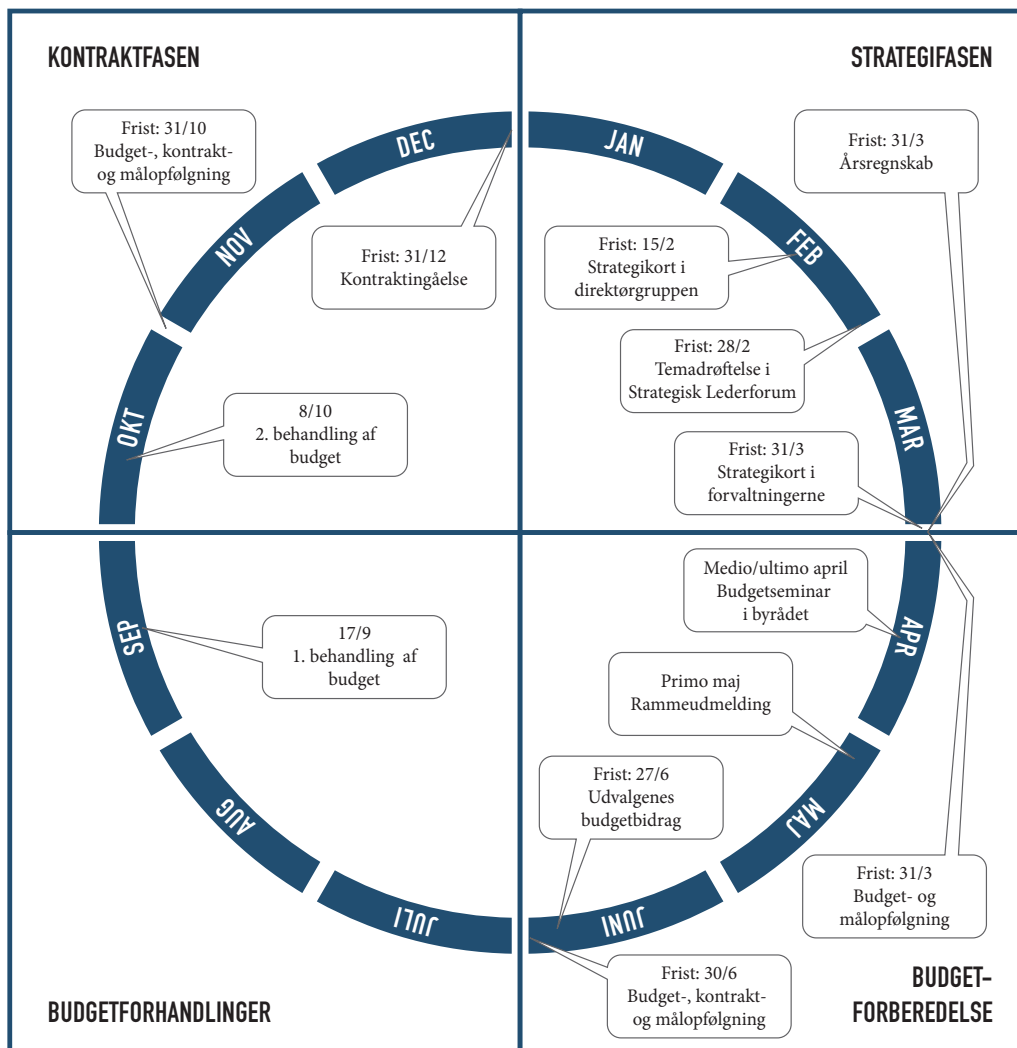 KONTRAKTFASEN
STRATEGIFASEN
Frist: 31/10
Budget-, kontrakt-
og målopfølgning
DEC
JAN
Frist: 31/3
Årsregnskab
NOV
Frist: 31/12
Kontraktingåelse
Frist: 15/2
Strategikort i
direktørgruppen
FEB
Frist: 28/2
Temadrøftelse i
Strategisk Lederforum
OKT
8/10
2. behandling af
budget
MAR
Frist: 31/3
Strategikort i
forvaltningerne
SEP
17/9
1. behandling af
budget
Medio/ultimo april
Budgetseminar
i byrådet
APR
Primo maj
Rammeudmelding
AUG
Frist: 27/6
Udvalgenes
budgetbidrag
MAJ
Frist: 31/3
Budget- og
målopfølgning
JULI
JUNI
Frist: 30/6
Budget-, kontrakt-
og målopfølgning
BUDGETFORHANDLINGER
BUDGET-
FORBEREDELSE